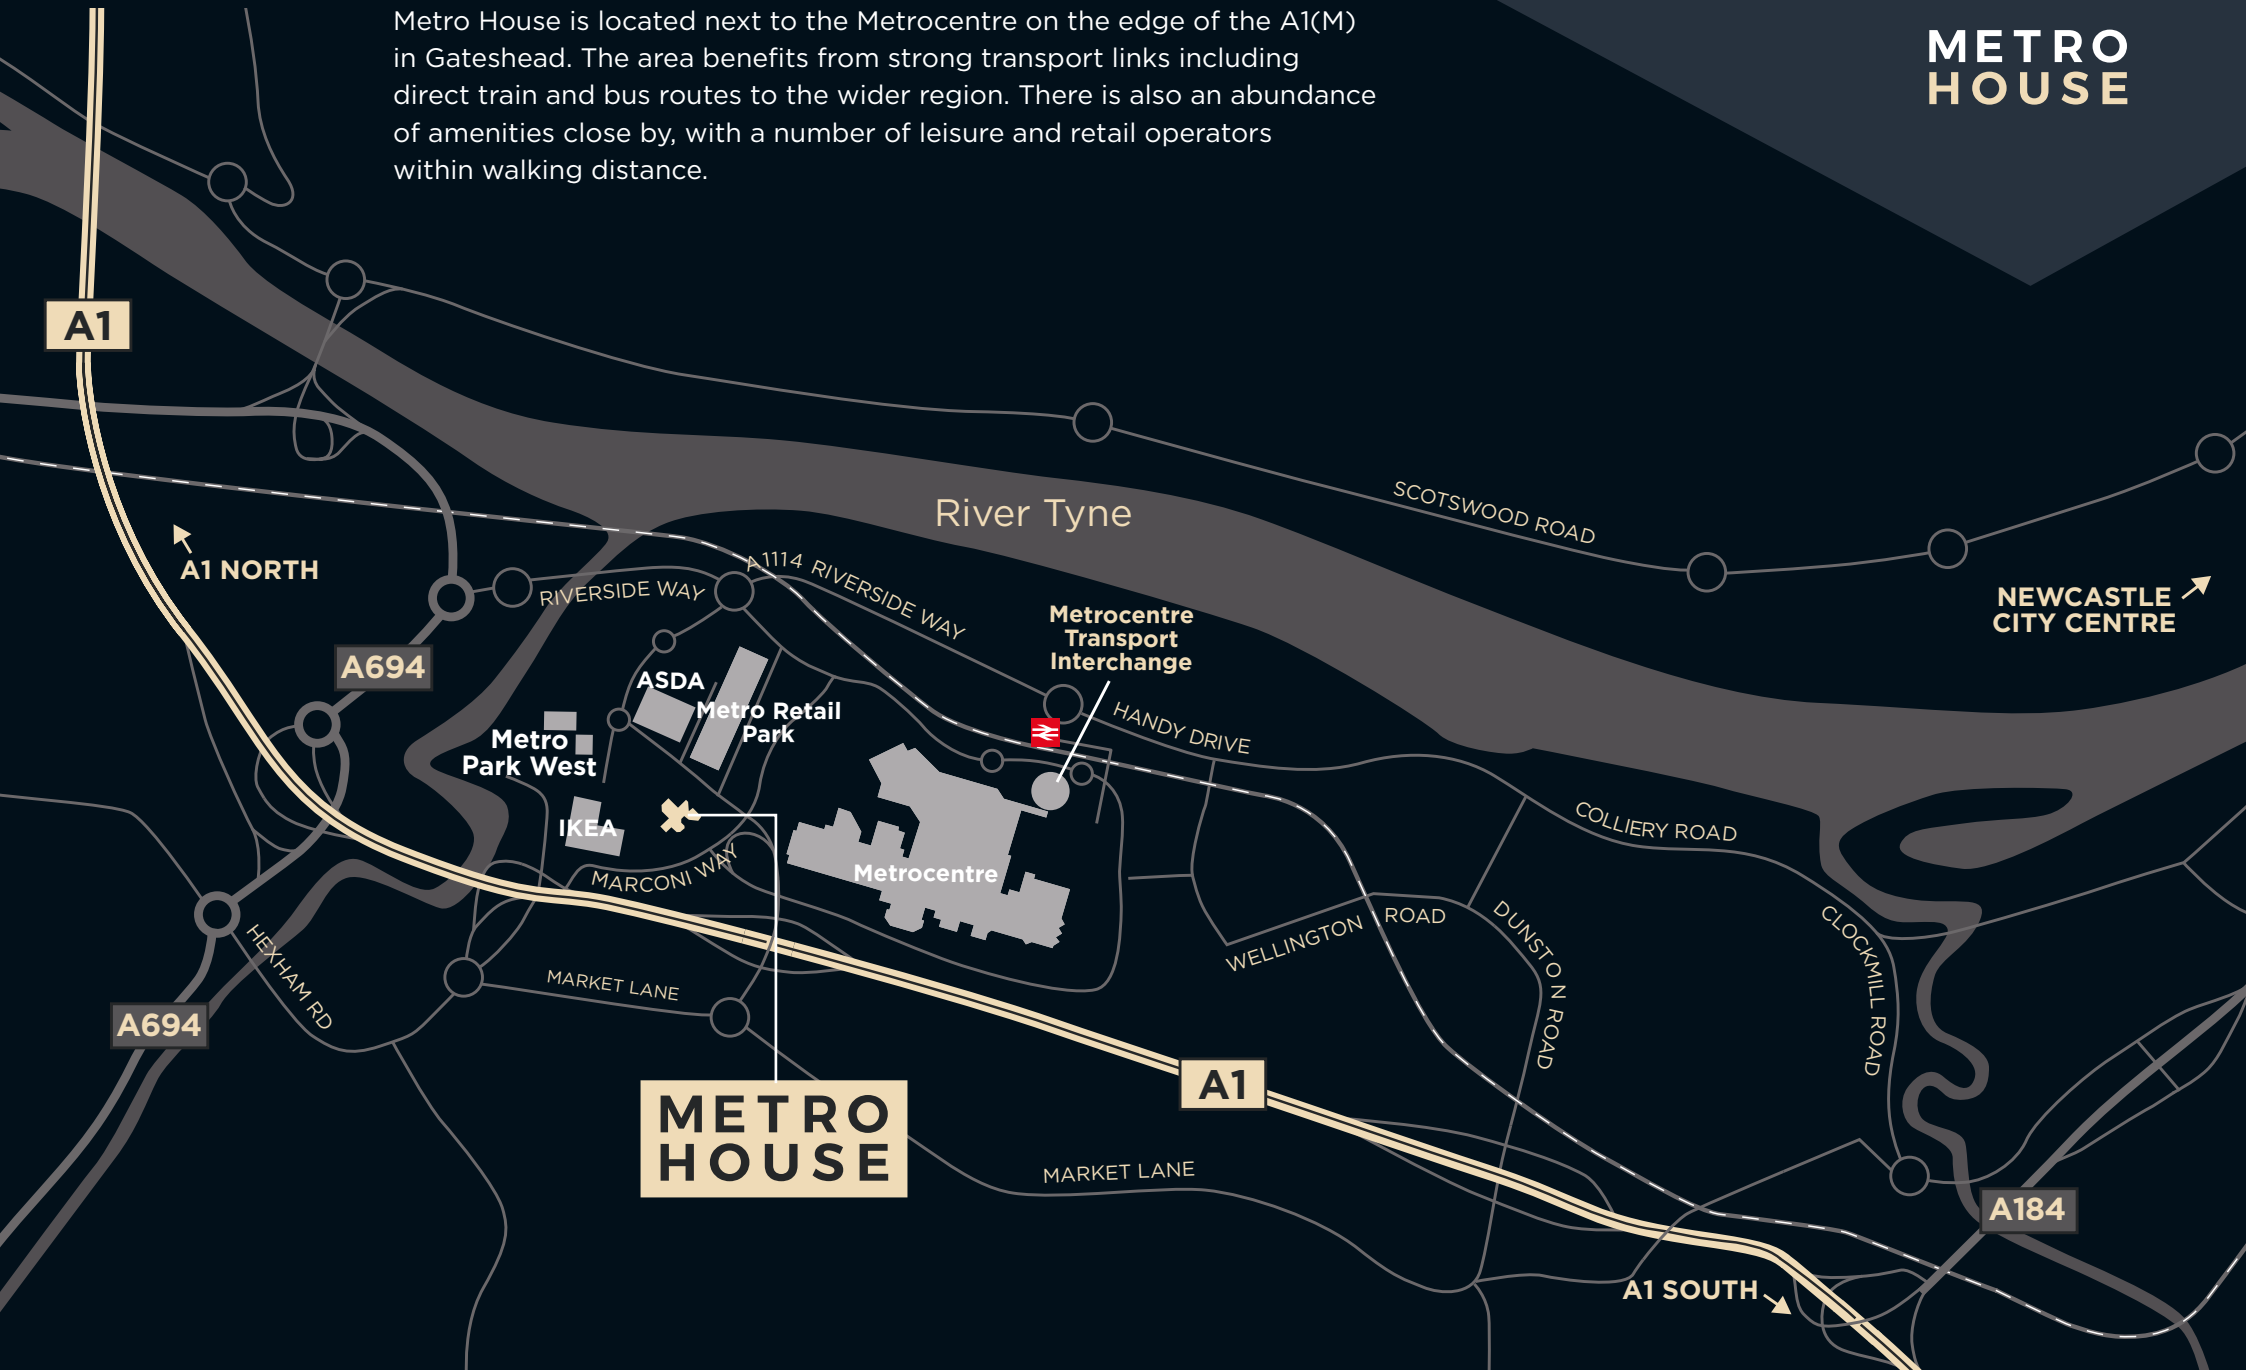 Metro House is located next to the Metrocentre on the edge of the A1(M)
in Gateshead. The area benefits from strong transport links including
direct train and bus routes to the wider region. There is also an abundance
of amenities close by, with a number of leisure and retail operators
within walking distance.
METRO
HOUSE
A1
SCOTSWOOD ROAD
River Tyne
A1 NORTH
A1114 RIVERSIDE WAY
RIVERSIDE WAY
NEWCASTLE
CITY CENTRE
Metrocentre
Transport
Interchange
A694
ASDA
Metro Retail
Park
HANDY DRIVE
Metro
Park West
COLLIERY ROAD
IKEA
MARCONI WAY
Metrocentre
WELLINGTON ROAD
DUNSTON ROAD
CLOCKMILL ROAD
HEXHAM RD
MARKET LANE
A694
A1
METRO
HOUSE
MARKET LANE
A184
A1 SOUTH